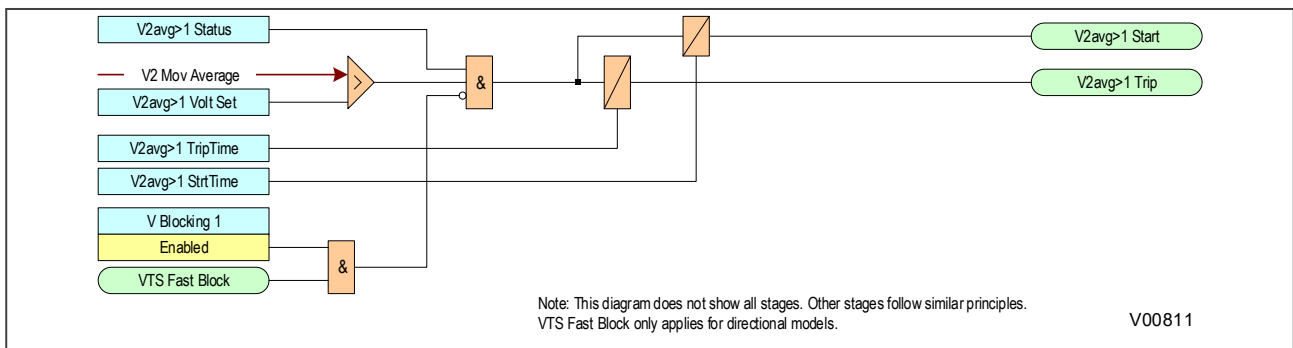 V2avg>1 Status
V2avg>1 Start
V2 Mov Average
>
&
V2avg>1 Trip
V2avg>1 Volt Set
V2avg>1 TripTime
V2avg>1 StrtTime
V Blocking 1
Enabled
&
VTS Fast Block
Note: This diagram does not show all stages. Other stages follow similar principles.
VTS Fast Block only applies for directional models.
V00811